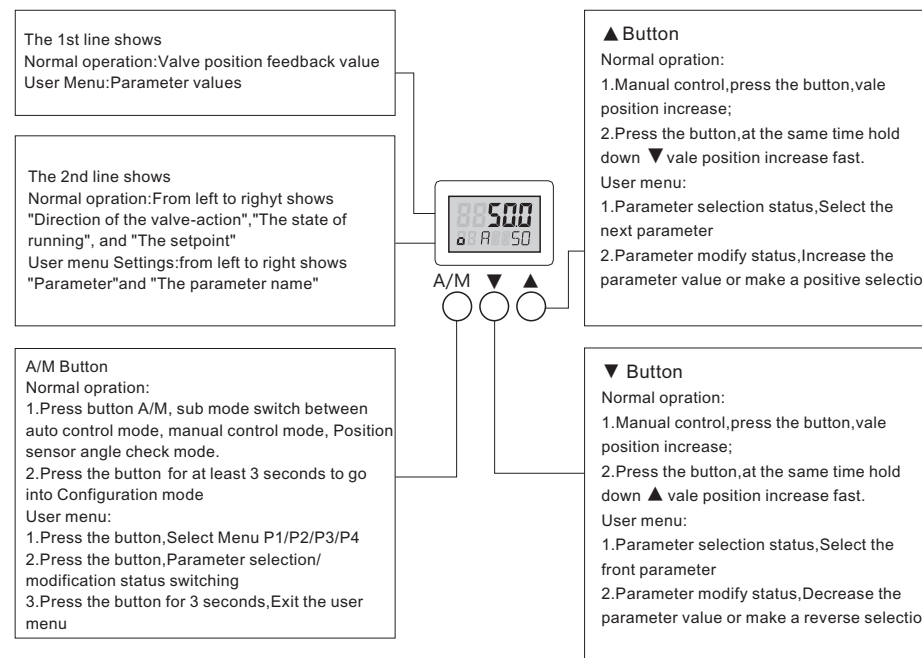 The 1st line shows
Normal operation:Valve position feedback value
User Menu:Parameter values
The 2nd line shows
Normal opration:From left to righyt shows
"Direction of the valve-action","The state of
running", and "The setpoint"
User menu Settings:from left to right shows
"Parameter"and "The parameter name"
A/M Button
Normal opration:
1.Press button A/M, sub mode switch between
auto control mode, manual control mode, Position
sensor angle check mode.
2.Press the button for at least 3 seconds to go
into Configuration mode
User menu:
1.Press the button,Select Menu P1/P2/P3/P4
2.Press the button,Parameter selection/
modification status switching
3.Press the button for 3 seconds,Exit the user
menu
50.0
A 50
A/M ▼ ▲
▲Button
Normal opration:
1.Manual control,press the button,vale
position increase;
2.Press the button,at the same time hold
down ▼ vale position increase fast.
User menu:
1.Parameter selection status,Select the
next parameter
2.Parameter modify status,Increase the
parameter value or make a positive selectio
▼ Button
Normal opration:
1.Manual control,press the button,vale
position increase;
2.Press the button,at the same time hold
down ▲ vale position increase fast.
User menu:
1.Parameter selection status,Select the
front parameter
2.Parameter modify status,Decrease the
parameter value or make a reverse selectio